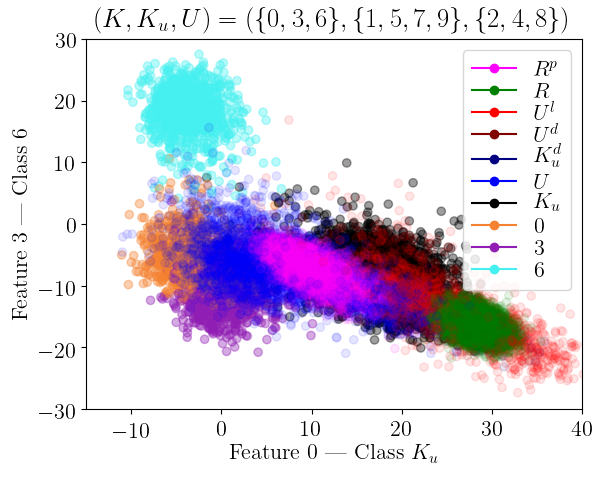 (K, K_u, U) = ({0, 3, 6}, {1, 5, 7, 9}, {2, 4, 8})
30
20
10
0
−10
−20
−30
Feature 3 — Class 6
R^p
R
U^l
U^d
K_u^d
U
K_u
0
3
6
−10 0 10 20 30 40
Feature 0 — Class K_u